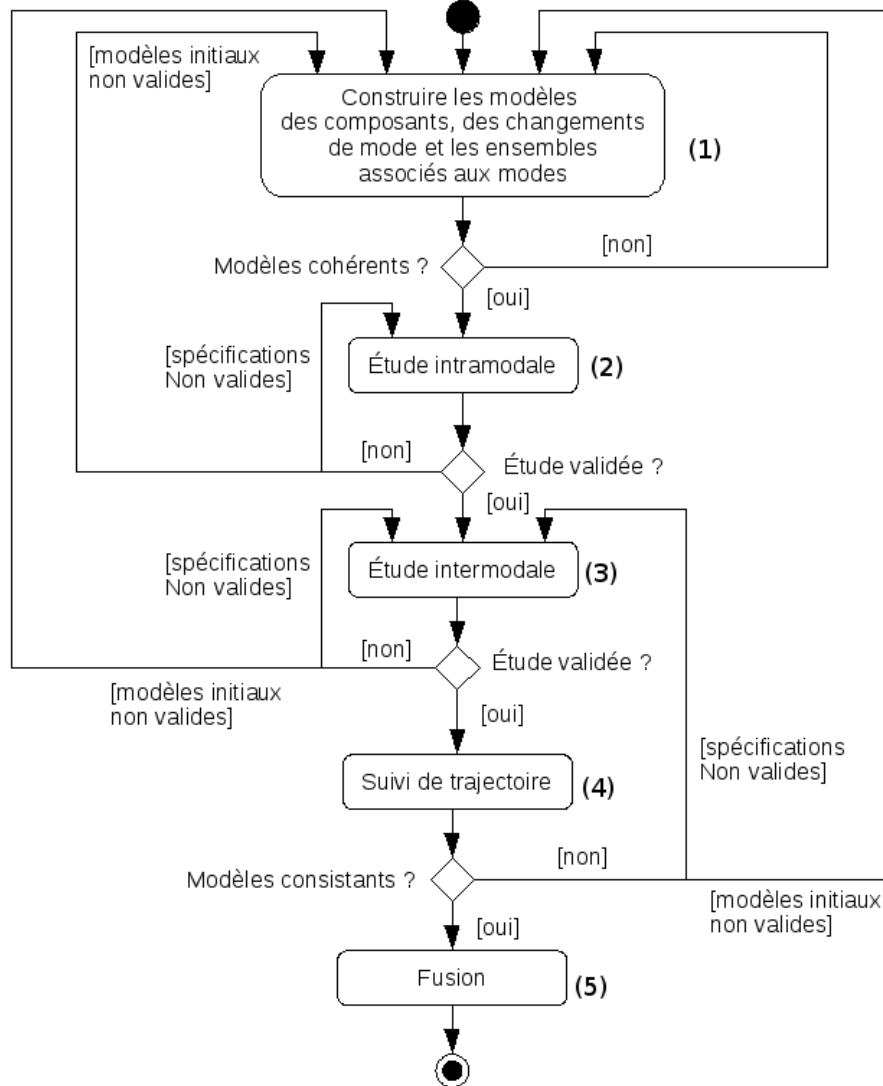 [modèles initiaux
non valides]
Construire les modèles
des composants, des changements
de mode et les ensembles
associés aux modes
(1)
[non]
Modèles cohérents ?
[oui]
[spécifications
Non valides]
Étude intramodale
(2)
[non]
Étude validée ?
[oui]
[spécifications
Non valides]
Étude intermodale
(3)
[non]
Étude validée ?
[modèles initiaux
non valides]
[oui]
[spécifications
Non valides]
Suivi de trajectoire
(4)
[non]
Modèles consistants ?
[modèles initiaux
non valides]
[oui]
Fusion
(5)